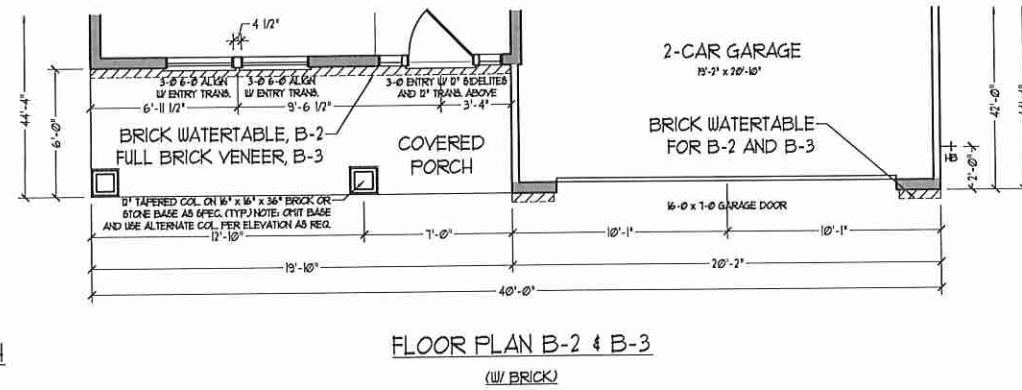 4 1/2"
2-CAR GARAGE
19'-2" x 20'-10"
3-0 6-0 ALIGN
W/ ENTRY TRANS.
3-0 6-0 ALIGN
W/ ENTRY TRANS.
3-0 ENTRY W/ 12" SIDELITES
AND 12" TRANS. ABOVE
44'-4"
6'-0"
6'-11 1/2"
9'-6 1/2"
3'-4"
BRICK WATERTABLE, B-2
FULL BRICK VENEER, B-3
COVERED
PORCH
BRICK WATERTABLE
FOR B-2 AND B-3
HB
2'-0"
42'-0"
12" TAPERED COL. ON 16" x 16" x 36" BRICK OR
STONE BASE AS SPEC. (TYP.) NOTE: OMIT BASE
AND USE ALTERNATE COL. PER ELEVATION AS REQ.
16-0 x 7-0 GARAGE DOOR
12'-10"
7'-0"
10'-1"
10'-1"
19'-10"
20'-2"
40'-0"
FLOOR PLAN B-2 & B-3
(W/ BRICK)